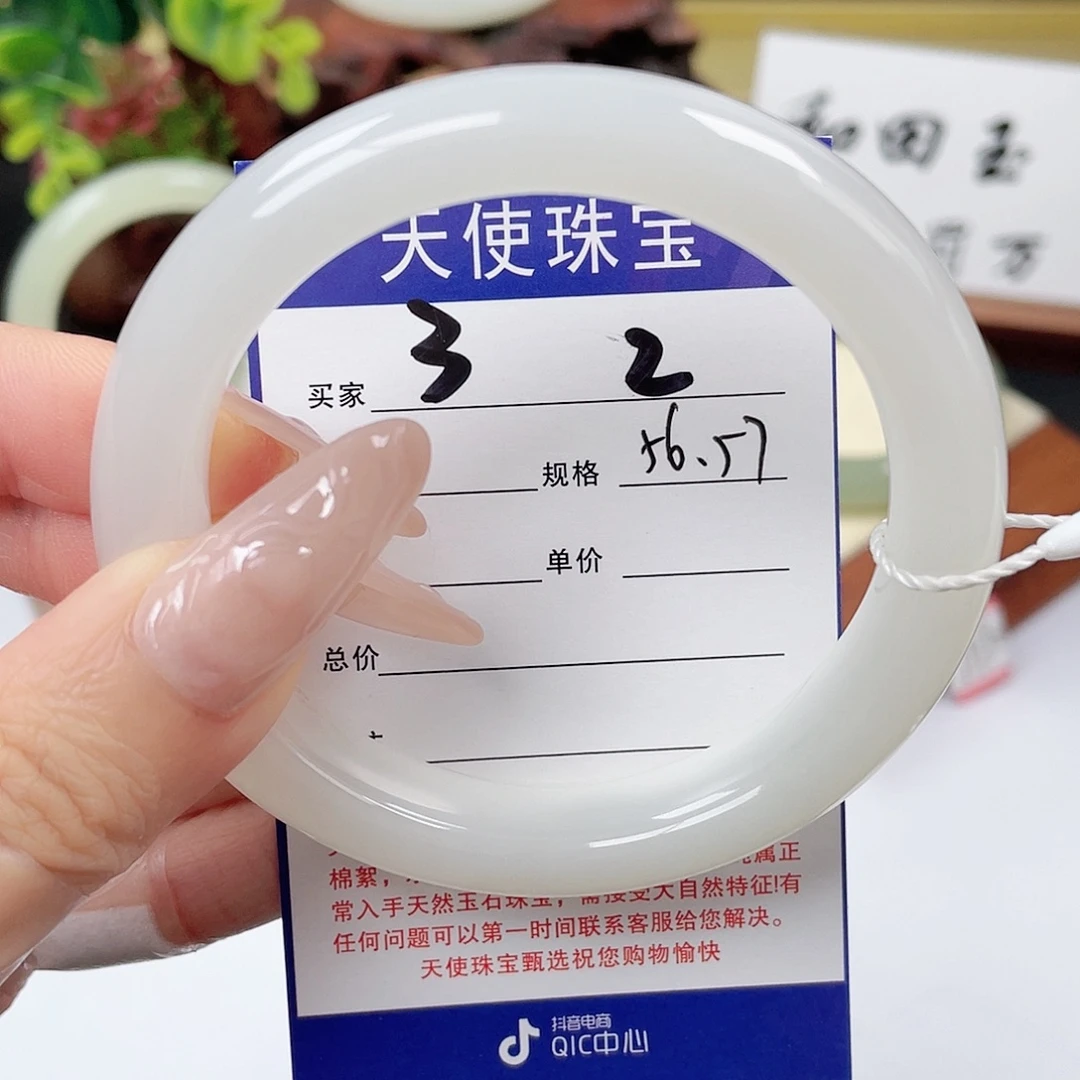 和田玉
万
天使珠宝
买家 3 2
规格 56.57
单价
总价
属正
棉絮,
常入手天然玉石珠宝,需接受大自然特征!有
任何问题可以第一时间联系客服给您解决。
天使珠宝甄选祝您购物愉快
抖音电商
QIC中心